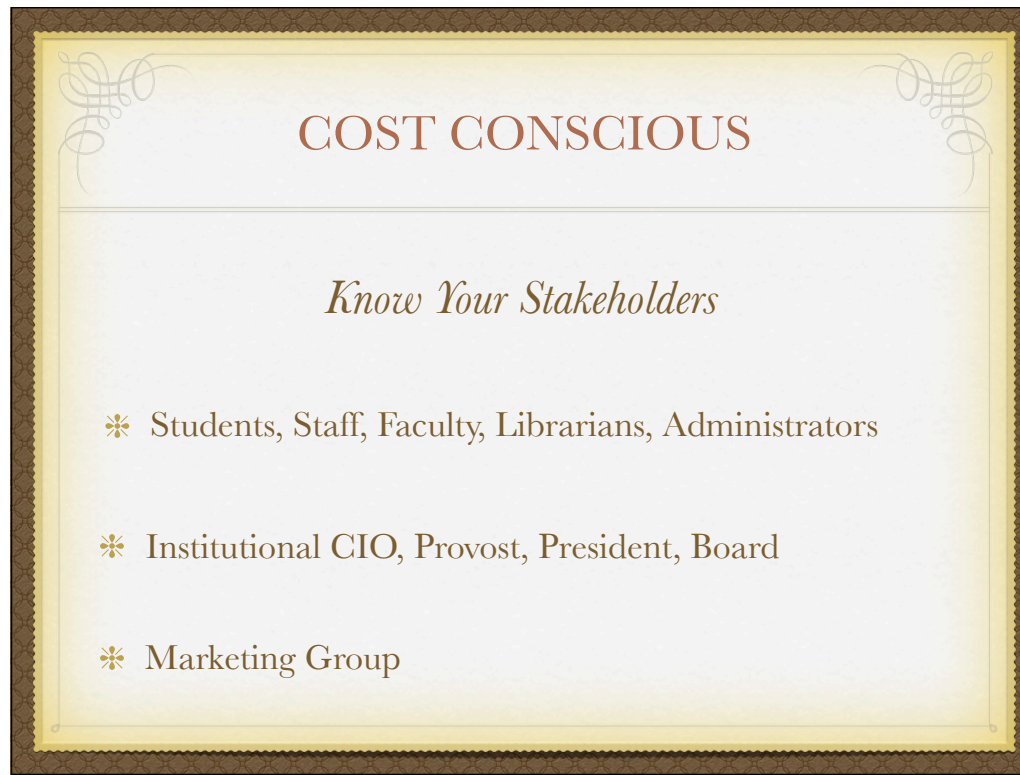 COST CONSCIOUS
Know Your Stakeholders
Students, Staff, Faculty, Librarians, Administrators
Institutional CIO, Provost, President, Board
Marketing Group